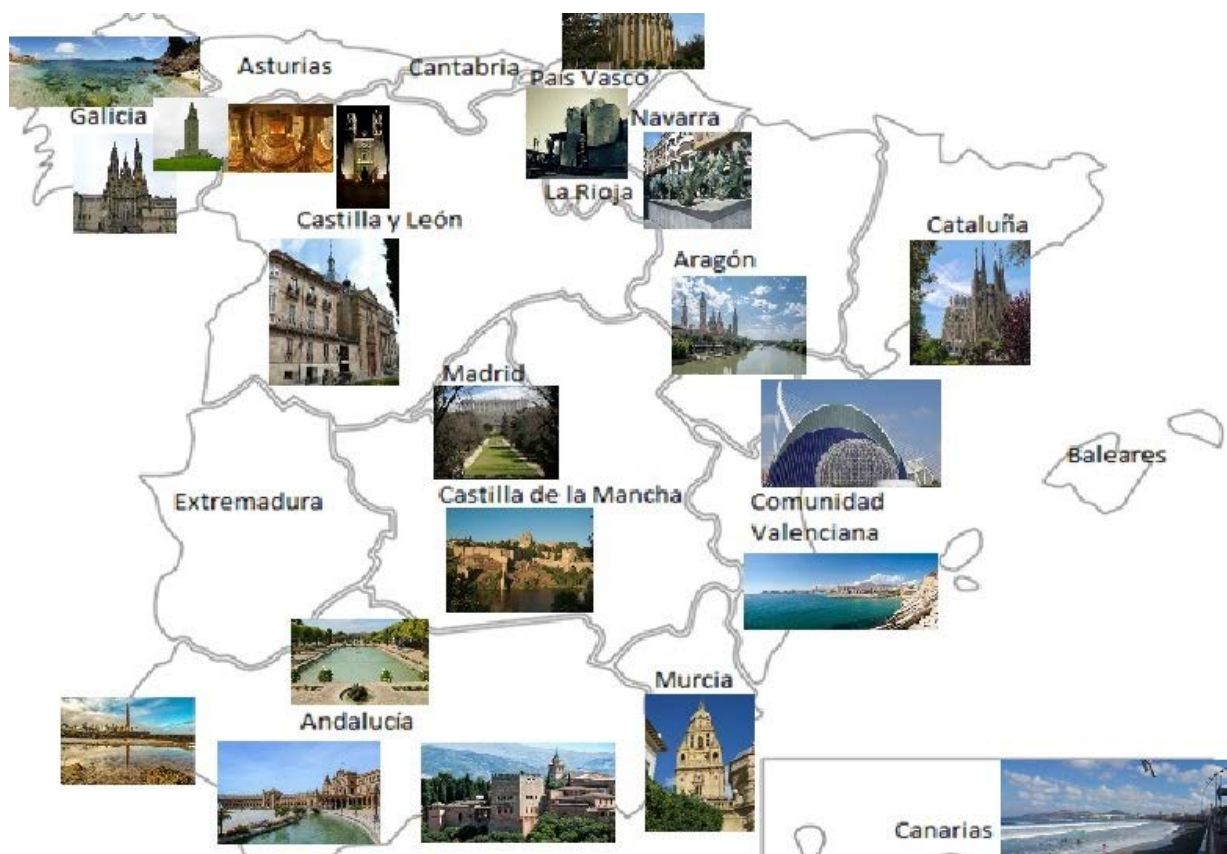 Asturias
Cantabria
País Vasco
Galicia
Navarra
La Rioja
Castilla y León
Cataluña
Aragón
Madrid
Baleares
Extremadura
Castilla de la Mancha
Comunidad
Valenciana
Murcia
Andalucía
Canarias